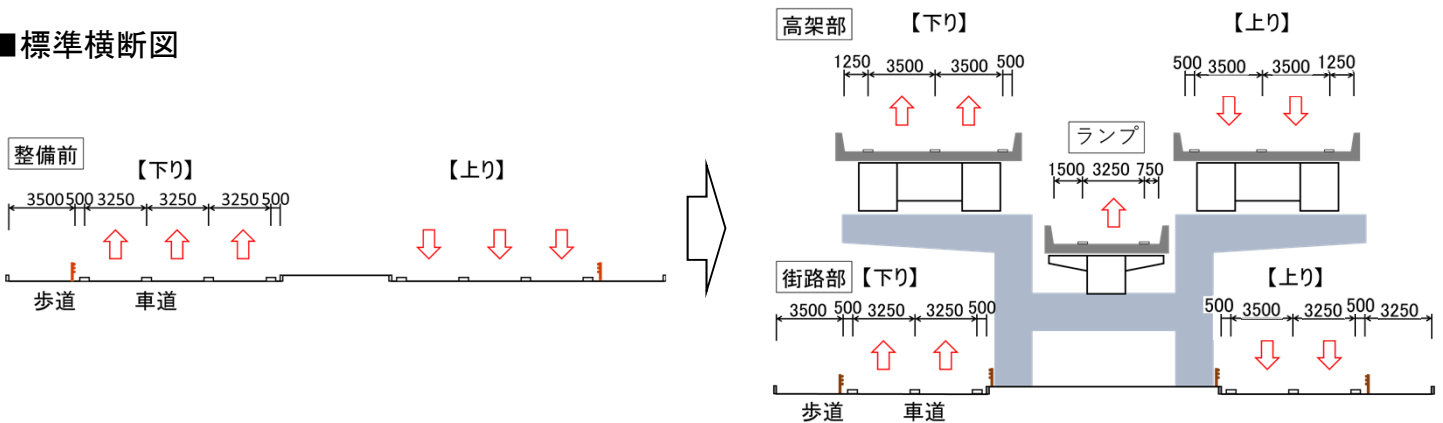 ■標準横断図
整備前
【下り】
【上り】
3500 500 3250 3250 3250 500
歩道
車道
高架部
【下り】
【上り】
1250 3500 3500 500
500 3500 3500 1250
ランプ
1500 3250 750
街路部
【下り】
【上り】
3500 500 3250 3250 500
500 3500 3250 500 3250
歩道
車道